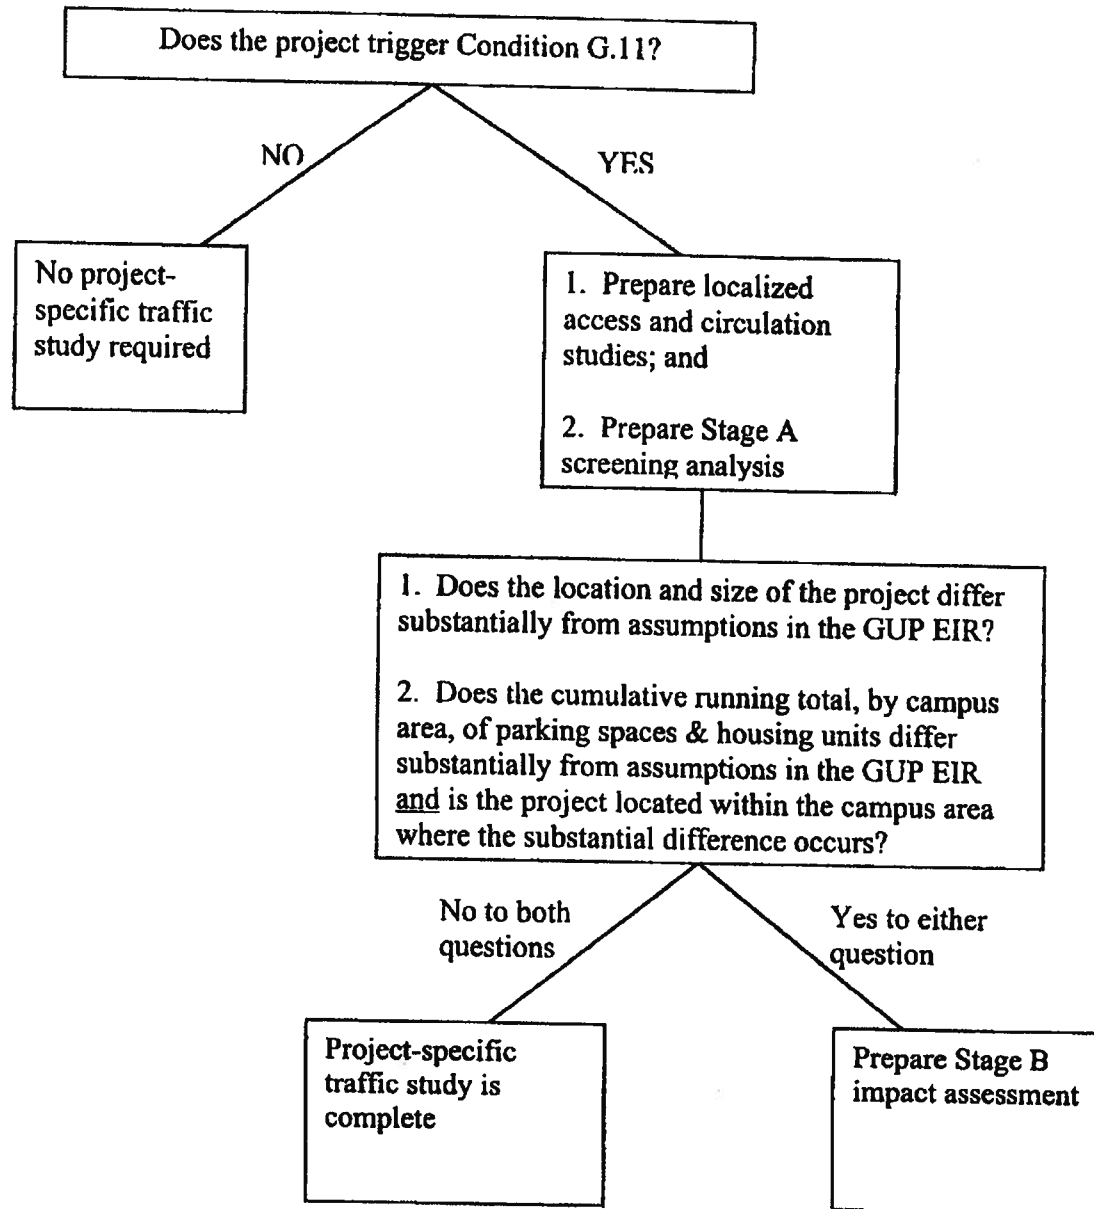 Does the project trigger Condition G.11?
NO
YES
No project-
specific traffic
study required
1. Prepare localized
access and circulation
studies; and
2. Prepare Stage A
screening analysis
1. Does the location and size of the project differ
substantially from assumptions in the GUP EIR?
2. Does the cumulative running total, by campus
area, of parking spaces & housing units differ
substantially from assumptions in the GUP EIR
and is the project located within the campus area
where the substantial difference occurs?
No to both
questions
Yes to either
question
Project-specific
traffic study is
complete
Prepare Stage B
impact assessment